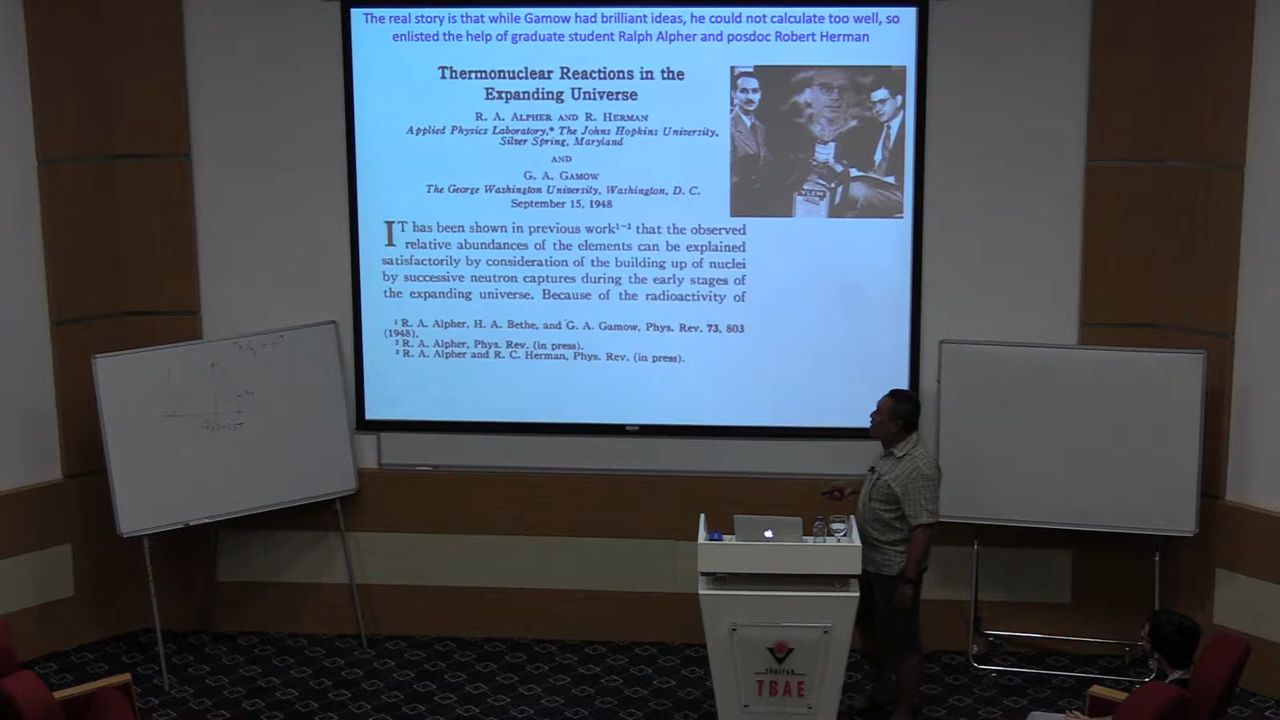 The real story is that while Gamow had brilliant ideas, he could not calculate too well, so
enlisted the help of graduate student Ralph Alpher and posdoc Robert Herman
Thermonuclear Reactions in the
Expanding Universe
R. A. ALPHER AND R. HERMAN
Applied Physics Laboratory,* The Johns Hopkins University,
Silver Spring, Maryland
AND
G. A. GAMOW
The George Washington University, Washington, D. C.
September 15, 1948
IT has been shown in previous work¹⁻³ that the observed
relative abundances of the elements can be explained
satisfactorily by consideration of the building up of nuclei
by successive neutron captures during the early stages of
the expanding universe. Because of the radioactivity of
¹ R. A. Alpher, H. A. Bethe, and G. A. Gamow, Phys. Rev. 73, 803
(1948).
² R. A. Alpher, Phys. Rev. (in press).
³ R. A. Alpher and R. C. Herman, Phys. Rev. (in press).
YLEM
TÜBİTAK
TBAE